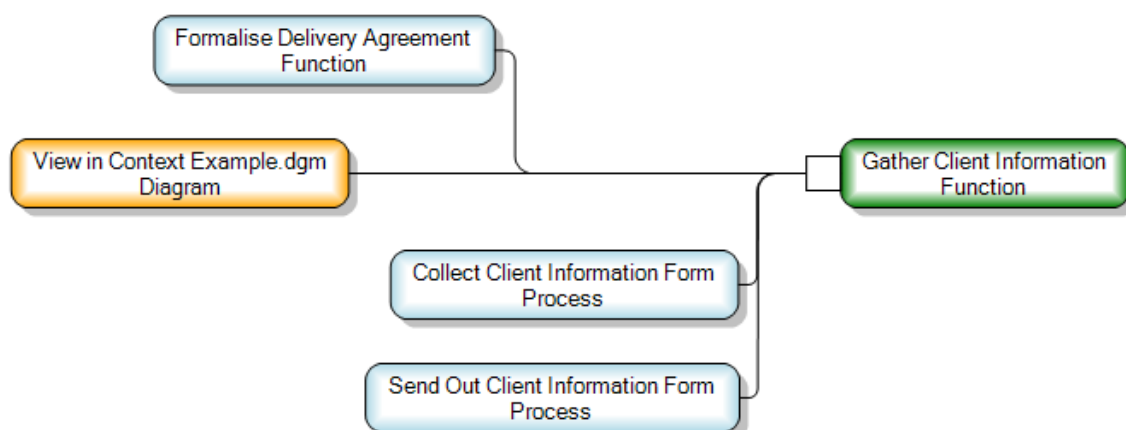 Formalise Delivery Agreement
Function
View in Context Example.dgm
Diagram
Gather Client Information
Function
Collect Client Information Form
Process
Send Out Client Information Form
Process